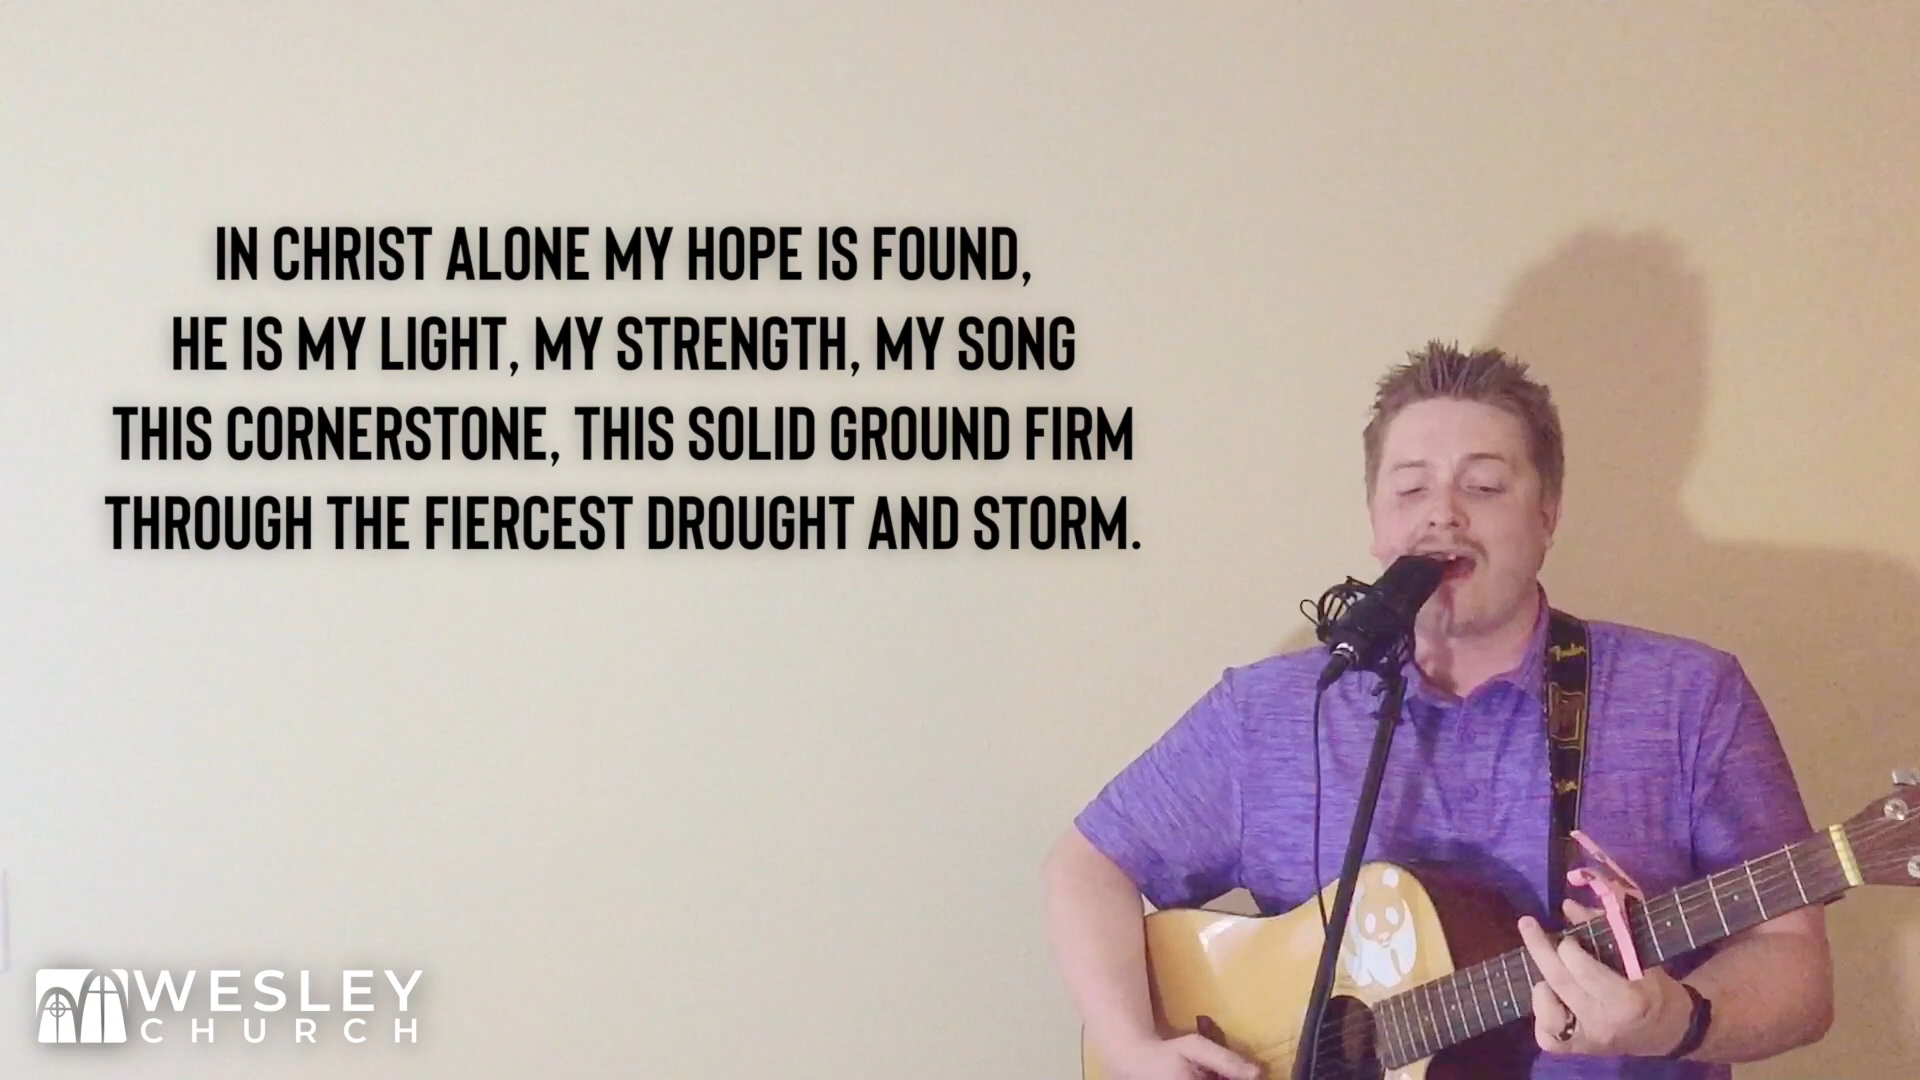 IN CHRIST ALONE MY HOPE IS FOUND,
HE IS MY LIGHT, MY STRENGTH, MY SONG
THIS CORNERSTONE, THIS SOLID GROUND FIRM
THROUGH THE FIERCEST DROUGHT AND STORM.
Fender
WESLEY
CHURCH